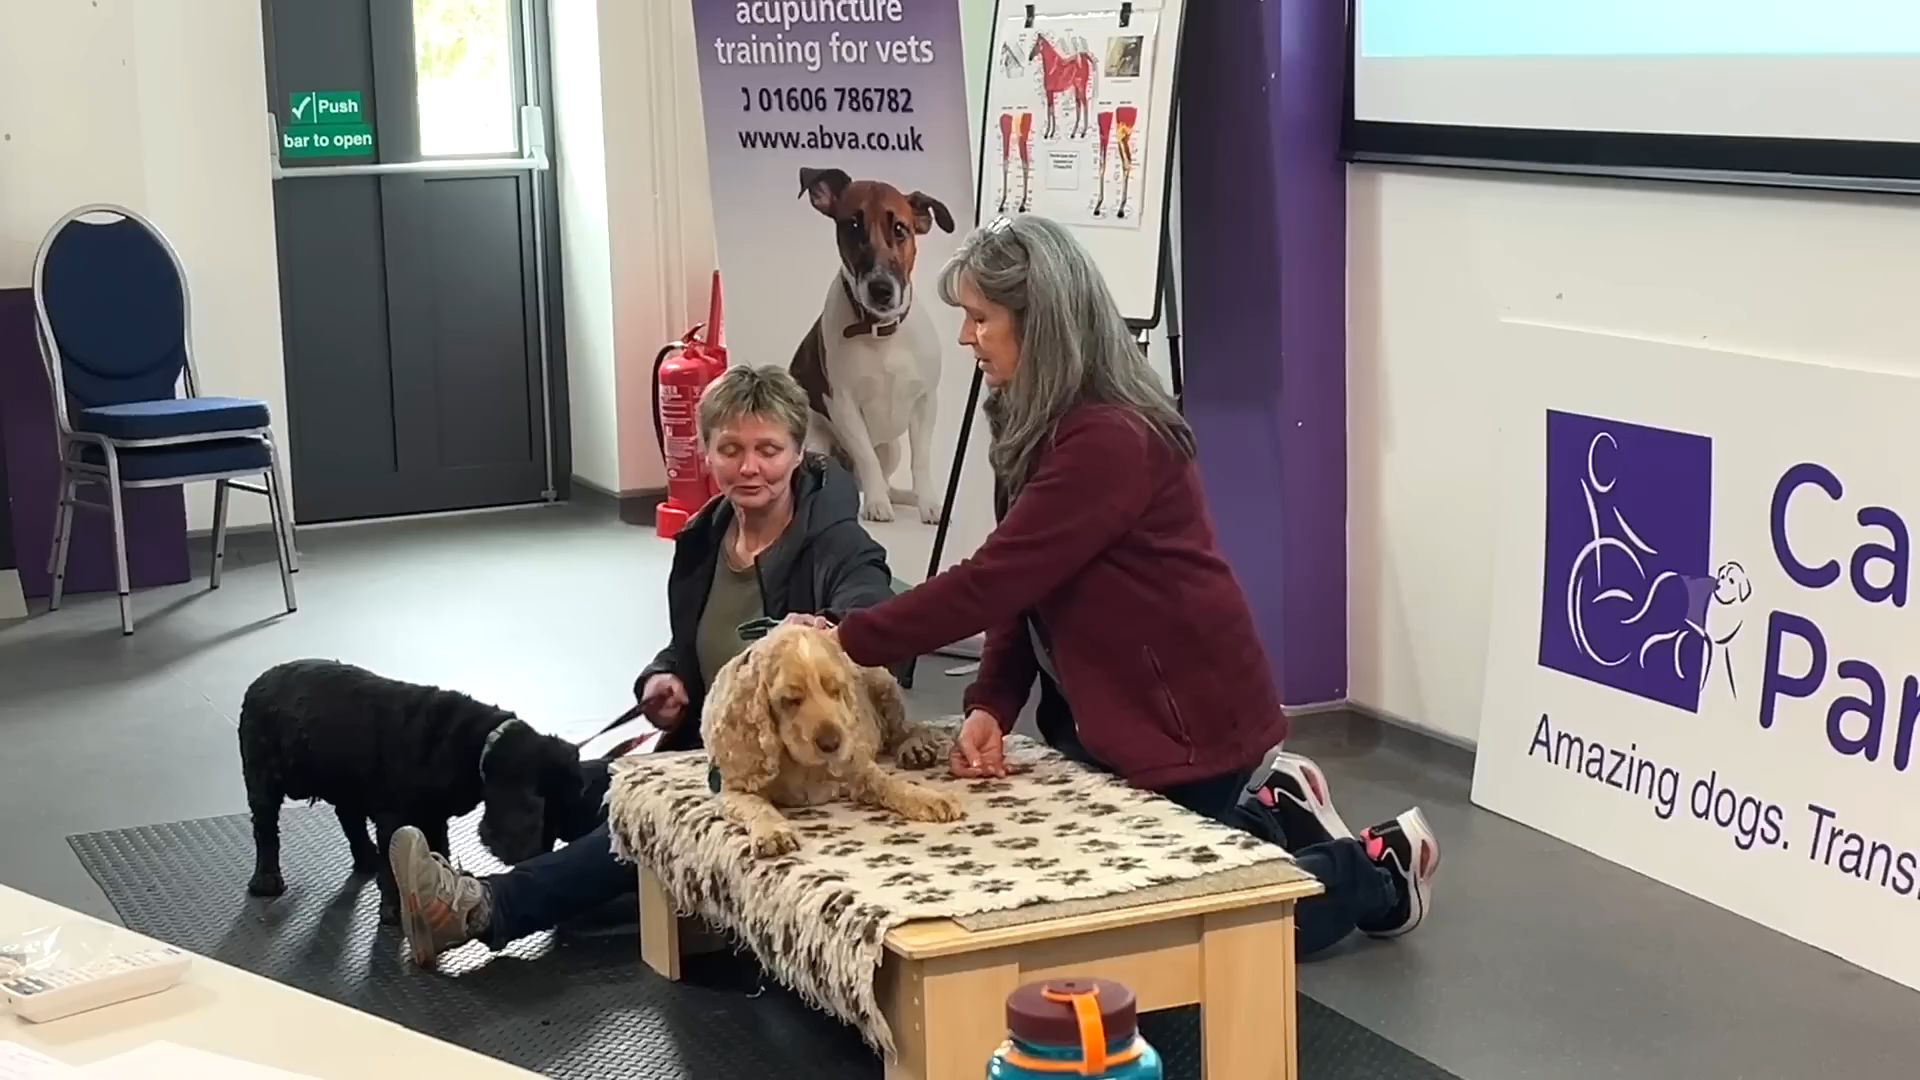 acupuncture
training for vets
01606 786782
www.abva.co.uk
Push
bar to open
Ca
Par
Amazing dogs. Trans